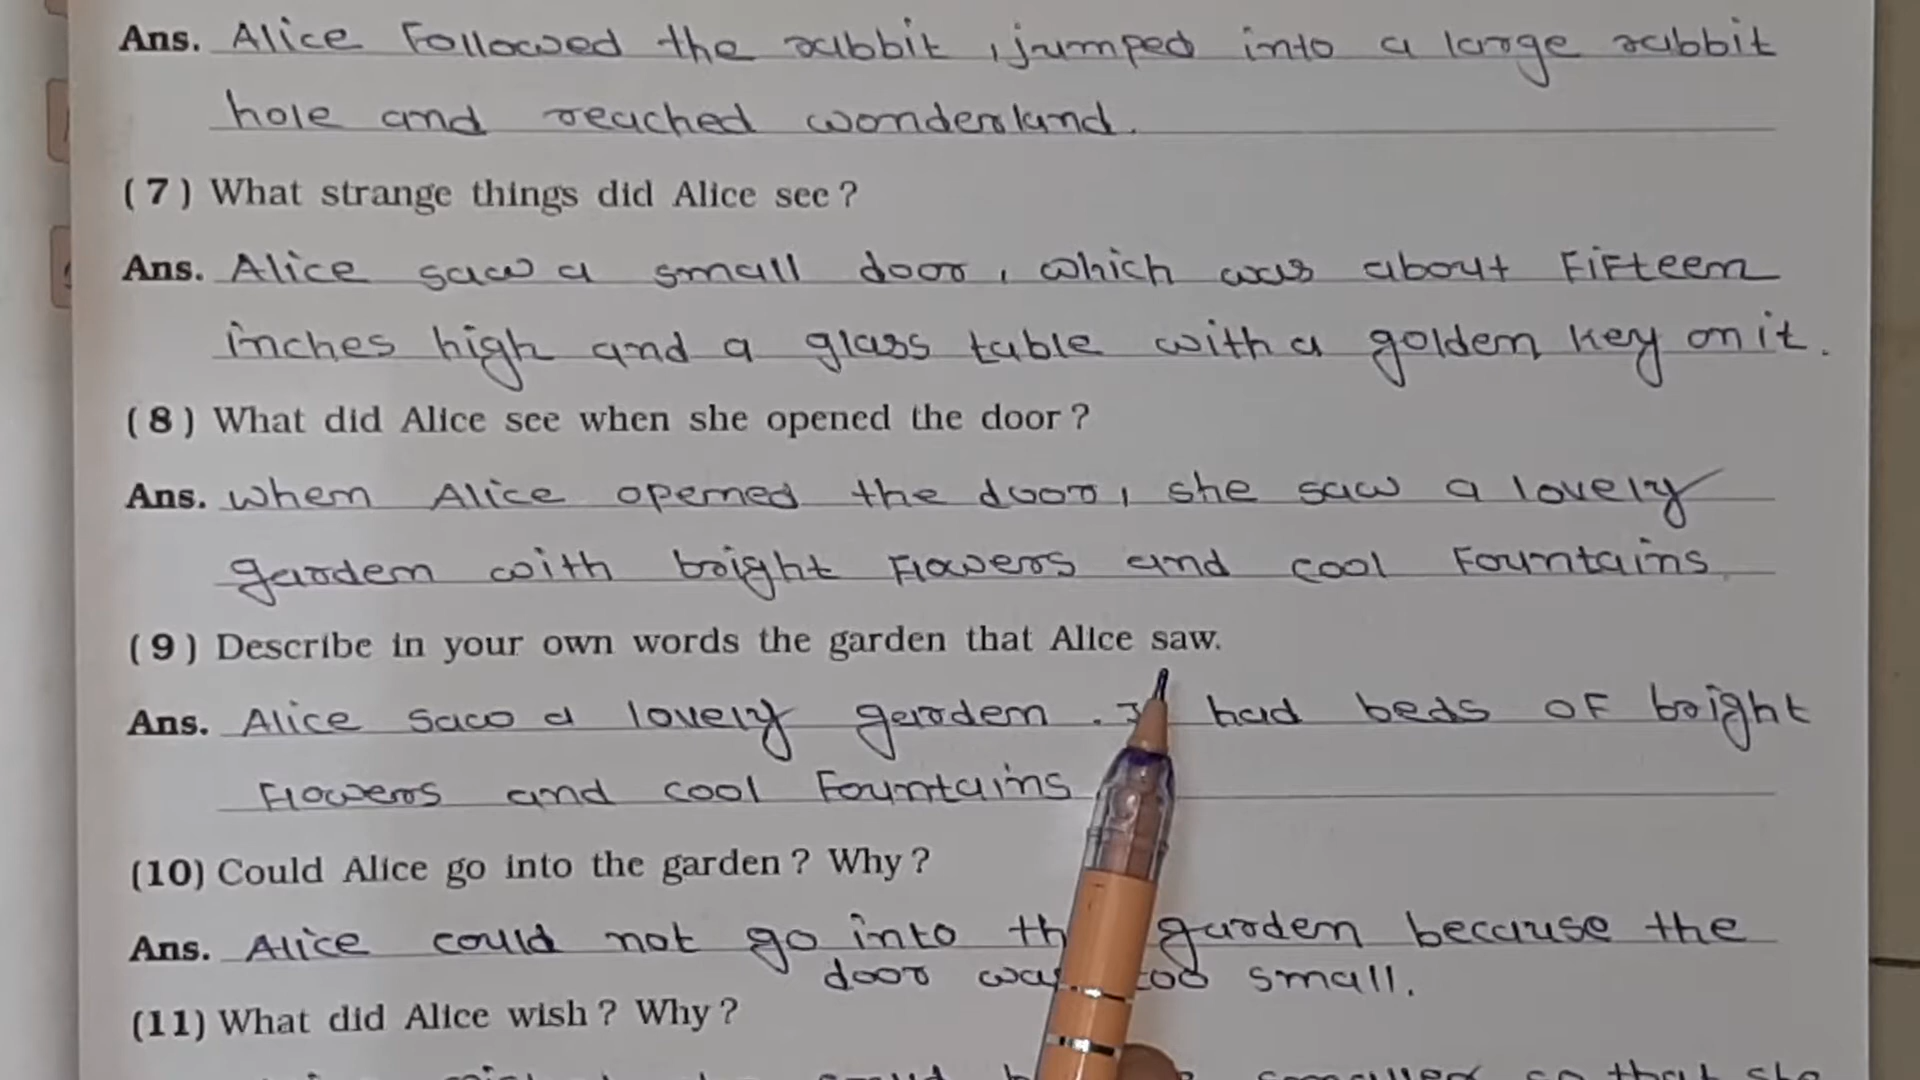 Ans. Alice Followed the rabbit, jumped into a large rabbit
hole and reached wonderland.
(7) What strange things did Alice see?
Ans. Alice saw a small door, which was about FiFteen
inches high and a glass table with a golden key on it.
(8) What did Alice see when she opened the door?
Ans. when Alice opened the door, she saw a lovely
garden with bright Flowers and cool Fountains
(9) Describe in your own words the garden that Alice saw.
Ans. Alice saw a lovely garden. had beds OF bright
Flowers and cool Fountains
(10) Could Alice go into the garden? Why?
Ans. Alice could not go into garden because the
door small.
(11) What did Alice wish? Why?
so that she